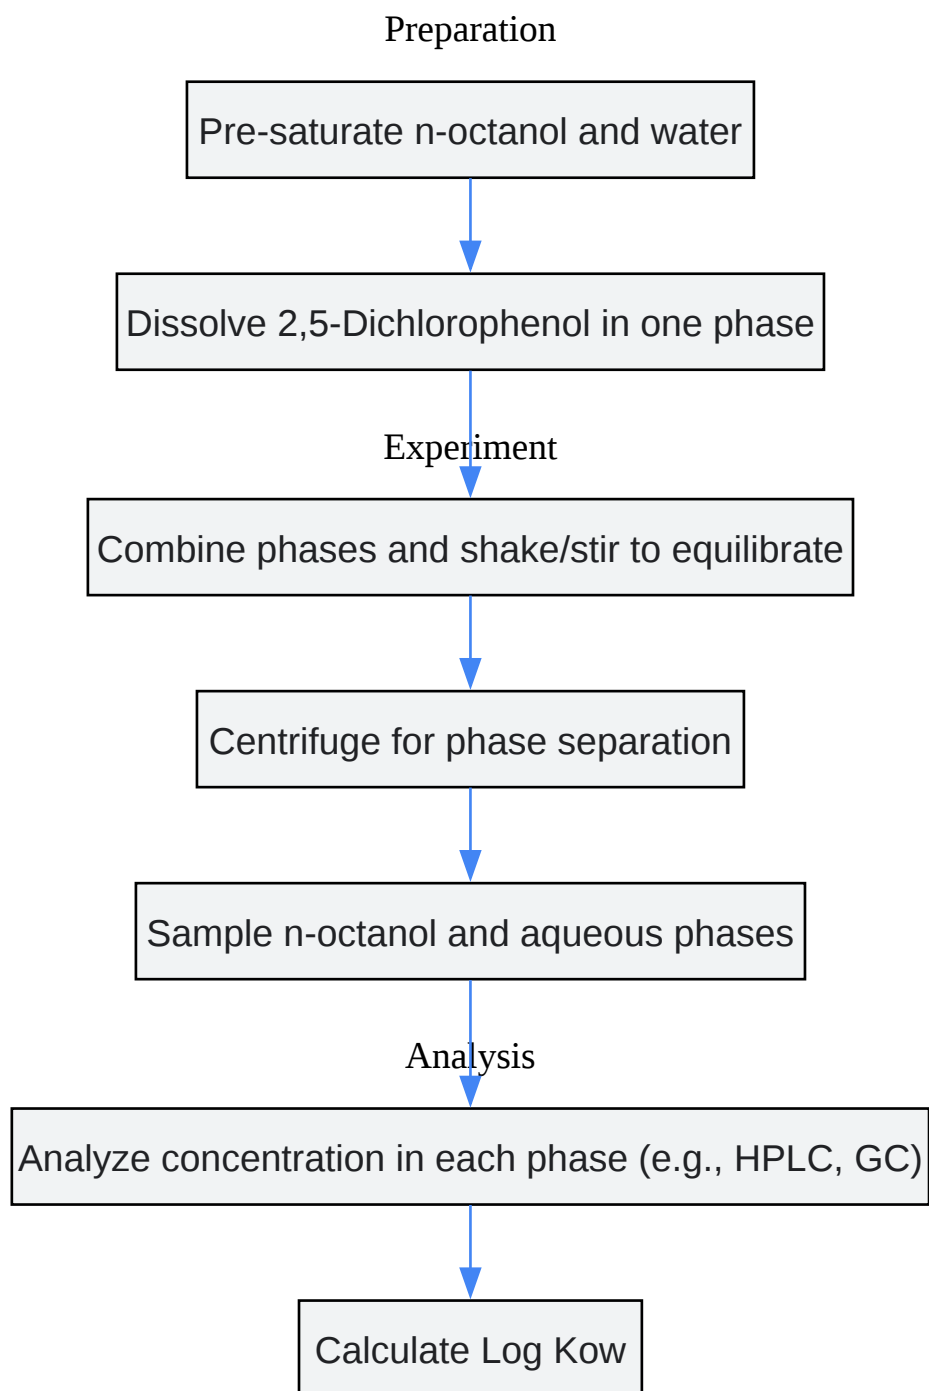 Preparation
Pre-saturate n-octanol and water
Dissolve 2,5-Dichlorophenol in one phase
Experiment
Combine phases and shake/stir to equilibrate
Centrifuge for phase separation
Sample n-octanol and aqueous phases
Analysis
Analyze concentration in each phase (e.g., HPLC, GC)
Calculate Log Kow